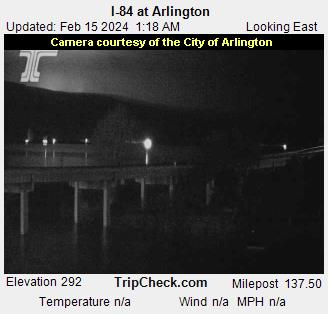 I-84 at Arlington
Updated: Feb 15 2024 1:18 AM Looking East
Camera courtesy of the City of Arlington
Elevation 292 TripCheck.com Milepost 137.50
Temperature n/a Wind n/a MPH n/a